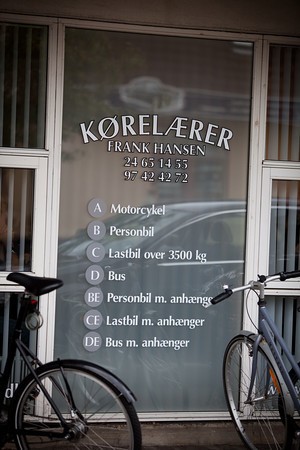 KØRELÆRER
FRANK HANSEN
24 65 14 55
97 42 42 72
A Motorcykel
B Personbil
C Lastbil over 3500 kg
D Bus
BE Personbil m. anhænger
CE Lastbil m. anhænger
DE Bus m. anhænger